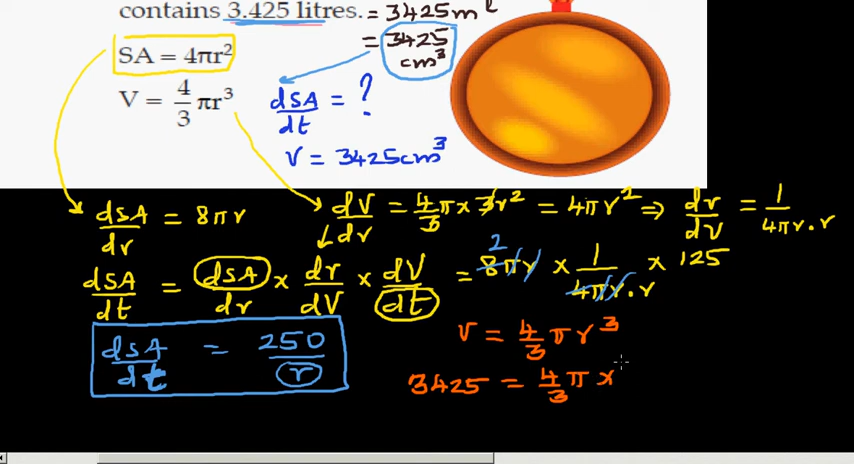 contains 3.425 litres. = 3425 ml
= 3425 cm³
SA = 4πr²
V = 4/3 πr³
dSA/dt = ?
V = 3425cm³
dSA/dr = 8πr
dV/dr = 4/3 π × 3r² = 4πr² ⇒ dr/dV = 1/4πr.r
dSA/dt = dSA/dr × dr/dV × dV/dt = 2 8πr × 1/4πr.r × 125
dSA/dt = 250/r
V = 4/3 πr³
3425 = 4/3 π ×